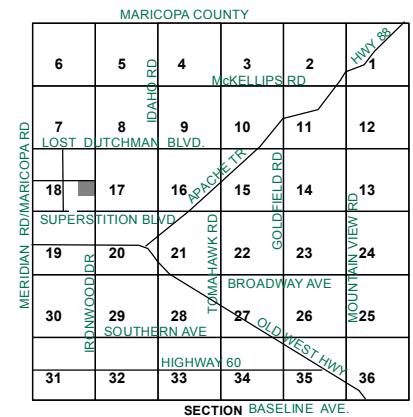 MARICOPA COUNTY
HWY 88
6 5 4 3 2 1
IDAHO RD
McKELLIPS RD
7 8 9 10 11 12
LOST DUTCHMAN BLVD.
MERIDIAN RD/MARICOPA RD
APACHE TR
GOLDFIELD RD
18 17 16 15 14 13
SUPERSTITION BLVD
TOMAHAWK RD
MOUNTAIN VIEW RD
19 20 21 22 23 24
IRONWOOD DR
BROADWAY AVE
30 29 28 27 26 25
SOUTHERN AVE
OLD WEST HWY
HIGHWAY 60
31 32 33 34 35 36
SECTION BASELINE AVE.